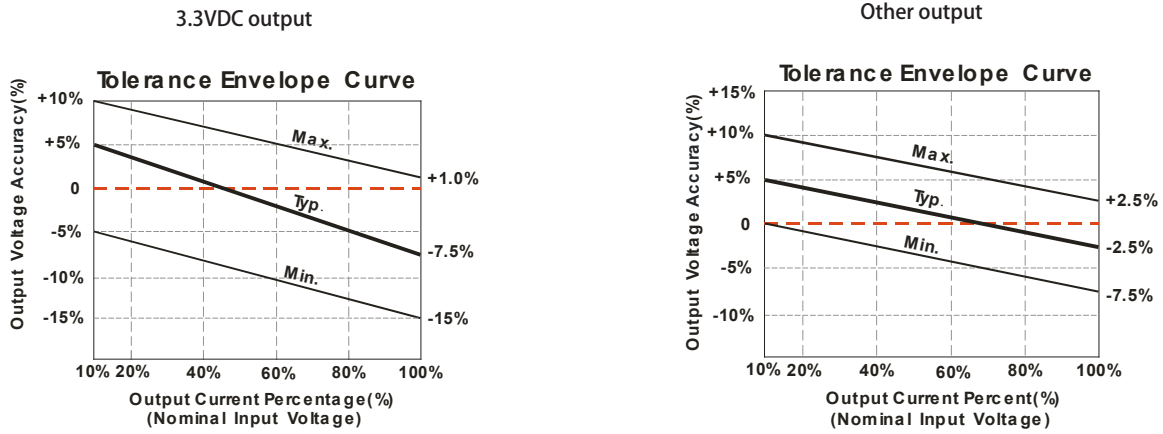 3.3VDC output
Tolerance Envelope Curve
Output Voltage Accuracy(%)
+10%
+5%
0
-5%
-10%
-15%
Max.
Typ.
Min.
+1.0%
-7.5%
-15%
10% 20% 40% 60% 80% 100%
Output Current Percentage(%)
(Nominal Input Voltage)
Other output
Tolerance Envelope Curve
Output Voltage Accuracy(%)
+15%
+10%
+5%
0
-5%
-10%
Max.
Typ.
Min.
+2.5%
-2.5%
-7.5%
10% 20% 40% 60% 80% 100%
Output Current Percent(%)
(Nominal Input Voltage)